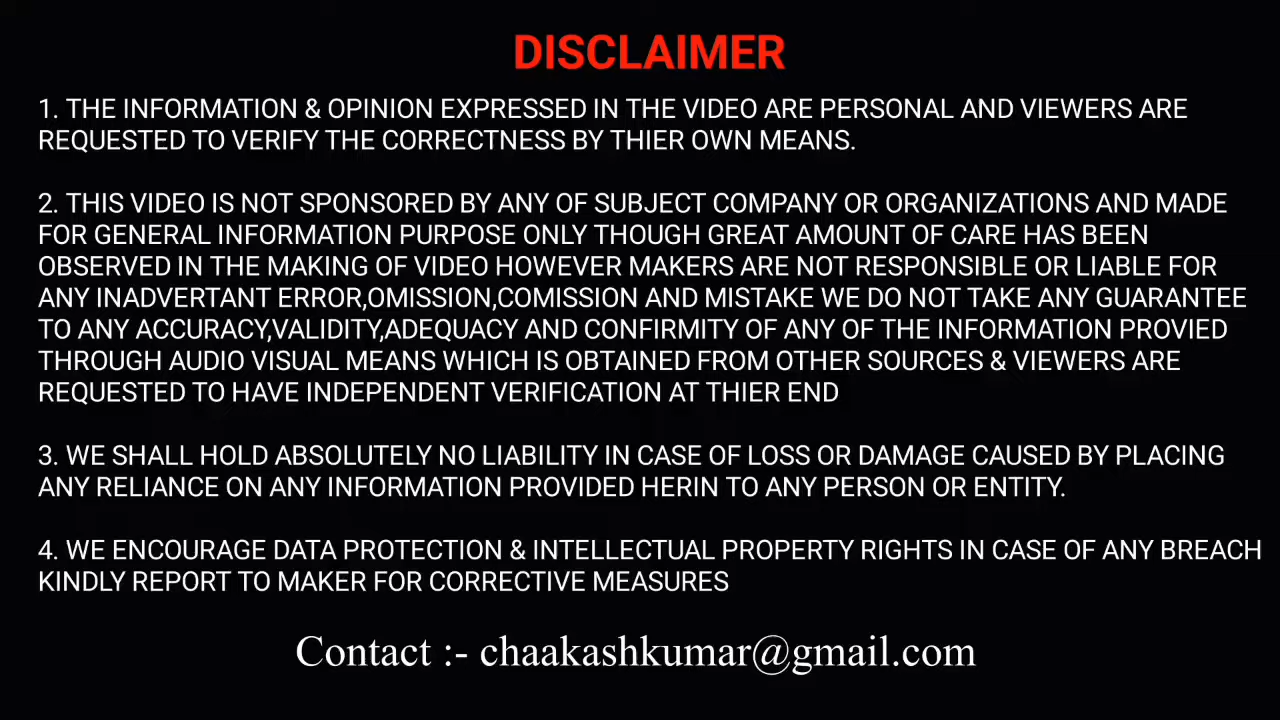 DISCLAIMER
1. THE INFORMATION & OPINION EXPRESSED IN THE VIDEO ARE PERSONAL AND VIEWERS ARE
REQUESTED TO VERIFY THE CORRECTNESS BY THIER OWN MEANS.
2. THIS VIDEO IS NOT SPONSORED BY ANY OF SUBJECT COMPANY OR ORGANIZATIONS AND MADE
FOR GENERAL INFORMATION PURPOSE ONLY THOUGH GREAT AMOUNT OF CARE HAS BEEN
OBSERVED IN THE MAKING OF VIDEO HOWEVER MAKERS ARE NOT RESPONSIBLE OR LIABLE FOR
ANY INADVERTANT ERROR,OMISSION,COMISSION AND MISTAKE WE DO NOT TAKE ANY GUARANTEE
TO ANY ACCURACY,VALIDITY,ADEQUACY AND CONFIRMITY OF ANY OF THE INFORMATION PROVIED
THROUGH AUDIO VISUAL MEANS WHICH IS OBTAINED FROM OTHER SOURCES & VIEWERS ARE
REQUESTED TO HAVE INDEPENDENT VERIFICATION AT THIER END
3. WE SHALL HOLD ABSOLUTELY NO LIABILITY IN CASE OF LOSS OR DAMAGE CAUSED BY PLACING
ANY RELIANCE ON ANY INFORMATION PROVIDED HERIN TO ANY PERSON OR ENTITY.
4. WE ENCOURAGE DATA PROTECTION & INTELLECTUAL PROPERTY RIGHTS IN CASE OF ANY BREACH
KINDLY REPORT TO MAKER FOR CORRECTIVE MEASURES
Contact :- chaakashkumar@gmail.com